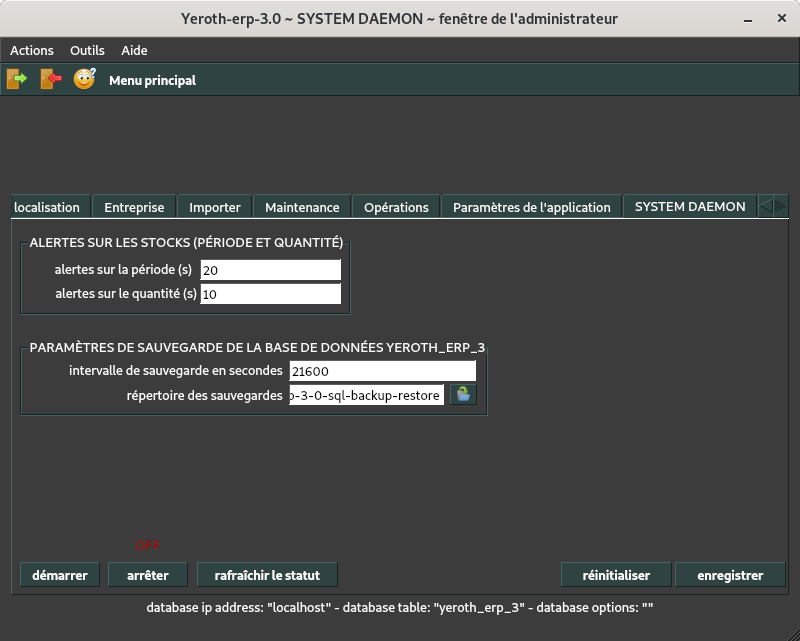 Yeroth-erp-3.0 ~ SYSTEM DAEMON ~ fenêtre de l'administrateur
Actions Outils Aide
Menu principal
localisation Entreprise Importer Maintenance Opérations Paramètres de l'application SYSTEM DAEMON
ALERTES SUR LES STOCKS (PÉRIODE ET QUANTITÉ)
alertes sur la période (s) 20
alertes sur le quantité (s) 10
PARAMÈTRES DE SAUVEGARDE DE LA BASE DE DONNÉES YEROTH_ERP_3
intervalle de sauvegarde en secondes 21600
répertoire des sauvegardes -3-0-sql-backup-restore
OFF
démarrer arrêter rafraîchir le statut réinitialiser enregistrer
database ip address: "localhost" - database table: "yeroth_erp_3" - database options: ""